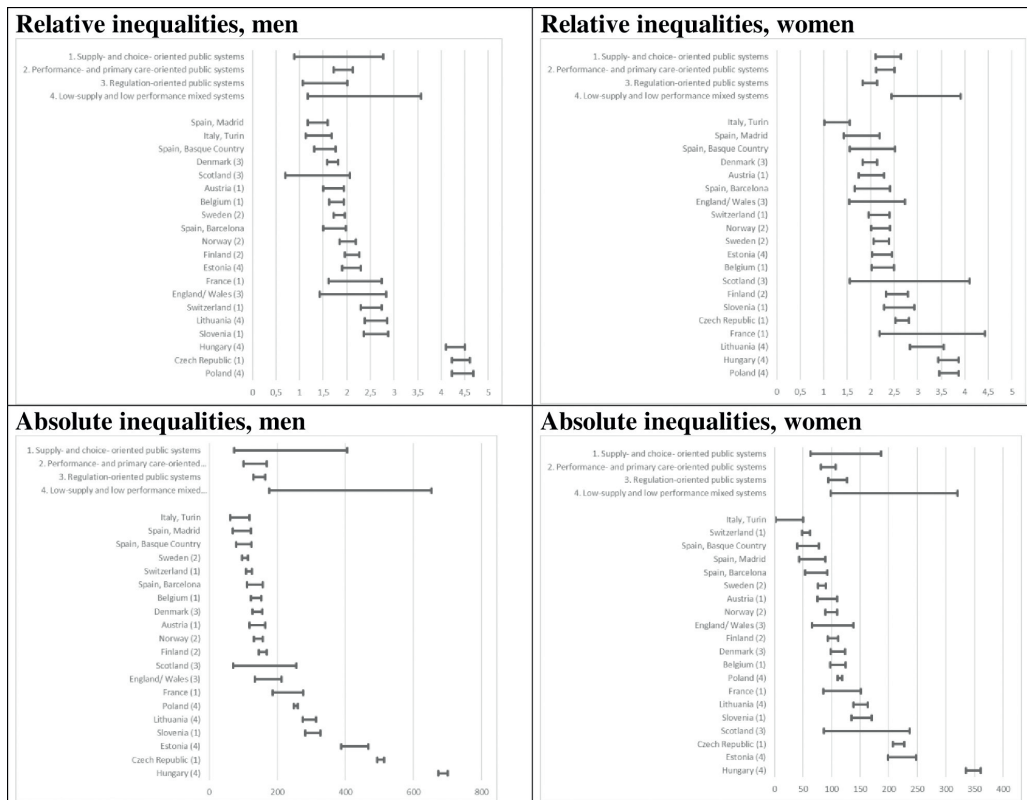 Relative inequalities, men
1. Supply- and choice- oriented public systems
2. Performance- and primary care-oriented public systems
3. Regulation-oriented public systems
4. Low-supply and low performance mixed systems
Spain, Madrid
Italy, Turin
Spain, Basque Country
Denmark (3)
Scotland (3)
Austria (1)
Belgium (1)
Sweden (2)
Spain, Barcelona
Norway (2)
Finland (2)
Estonia (4)
France (1)
England/ Wales (3)
Switzerland (1)
Lithuania (4)
Slovenia (1)
Hungary (4)
Czech Republic (1)
Poland (4)
0 0,5 1 1,5 2 2,5 3 3,5 4 4,5 5
Relative inequalities, women
1. Supply- and choice-oriented public systems
2. Performance- and primary care-oriented public systems
3. Regulation-oriented public systems
4. Low-supply and low performance mixed systems
Italy, Turin
Spain, Madrid
Spain, Basque Country
Denmark (3)
Austria (1)
Spain, Barcelona
England/ Wales (3)
Switzerland (1)
Norway (2)
Sweden (2)
Estonia (4)
Belgium (1)
Scotland (3)
Finland (2)
Slovenia (1)
Czech Republic (1)
France (1)
Lithuania (4)
Hungary (4)
Poland (4)
0 0,5 1 1,5 2 2,5 3 3,5 4 4,5 5
Absolute inequalities, men
1. Supply- and choice- oriented public systems
2. Performance- and primary care-oriented...
3. Regulation-oriented public systems
4. Low-supply and low performance mixed...
Italy, Turin
Spain, Madrid
Spain, Basque Country
Sweden (2)
Switzerland (1)
Spain, Barcelona
Belgium (1)
Denmark (3)
Austria (1)
Norway (2)
Finland (2)
Scotland (3)
England/ Wales (3)
France (1)
Poland (4)
Lithuania (4)
Slovenia (1)
Estonia (4)
Czech Republic (1)
Hungary (4)
0 200 400 600 800
Absolute inequalities, women
1. Supply- and choice-oriented public systems
2. Performance- and primary care-oriented public systems
3. Regulation-oriented public systems
4. Low-supply and low performance mixed systems
Italy, Turin
Switzerland (1)
Spain, Basque Country
Spain, Madrid
Spain, Barcelona
Sweden (2)
Austria (1)
Norway (2)
England/ Wales (3)
Finland (2)
Denmark (3)
Belgium (1)
Poland (4)
France (1)
Lithuania (4)
Slovenia (1)
Scotland (3)
Czech Republic (1)
Estonia (4)
Hungary (4)
0 50 100 150 200 250 300 350 400